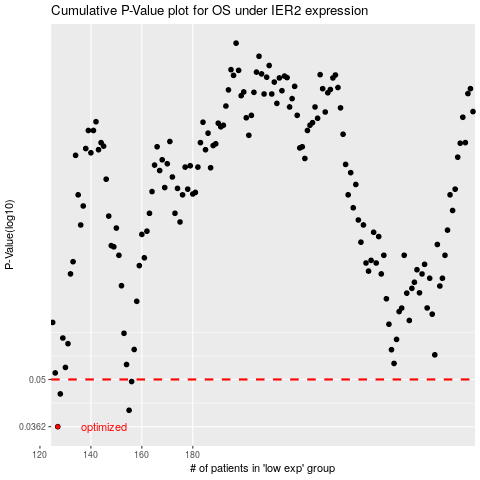 Cumulative P-Value plot for OS under IER2 expression
P-Value(log10)
0.05
0.0362
optimized
120 140 160 180
# of patients in 'low exp' group